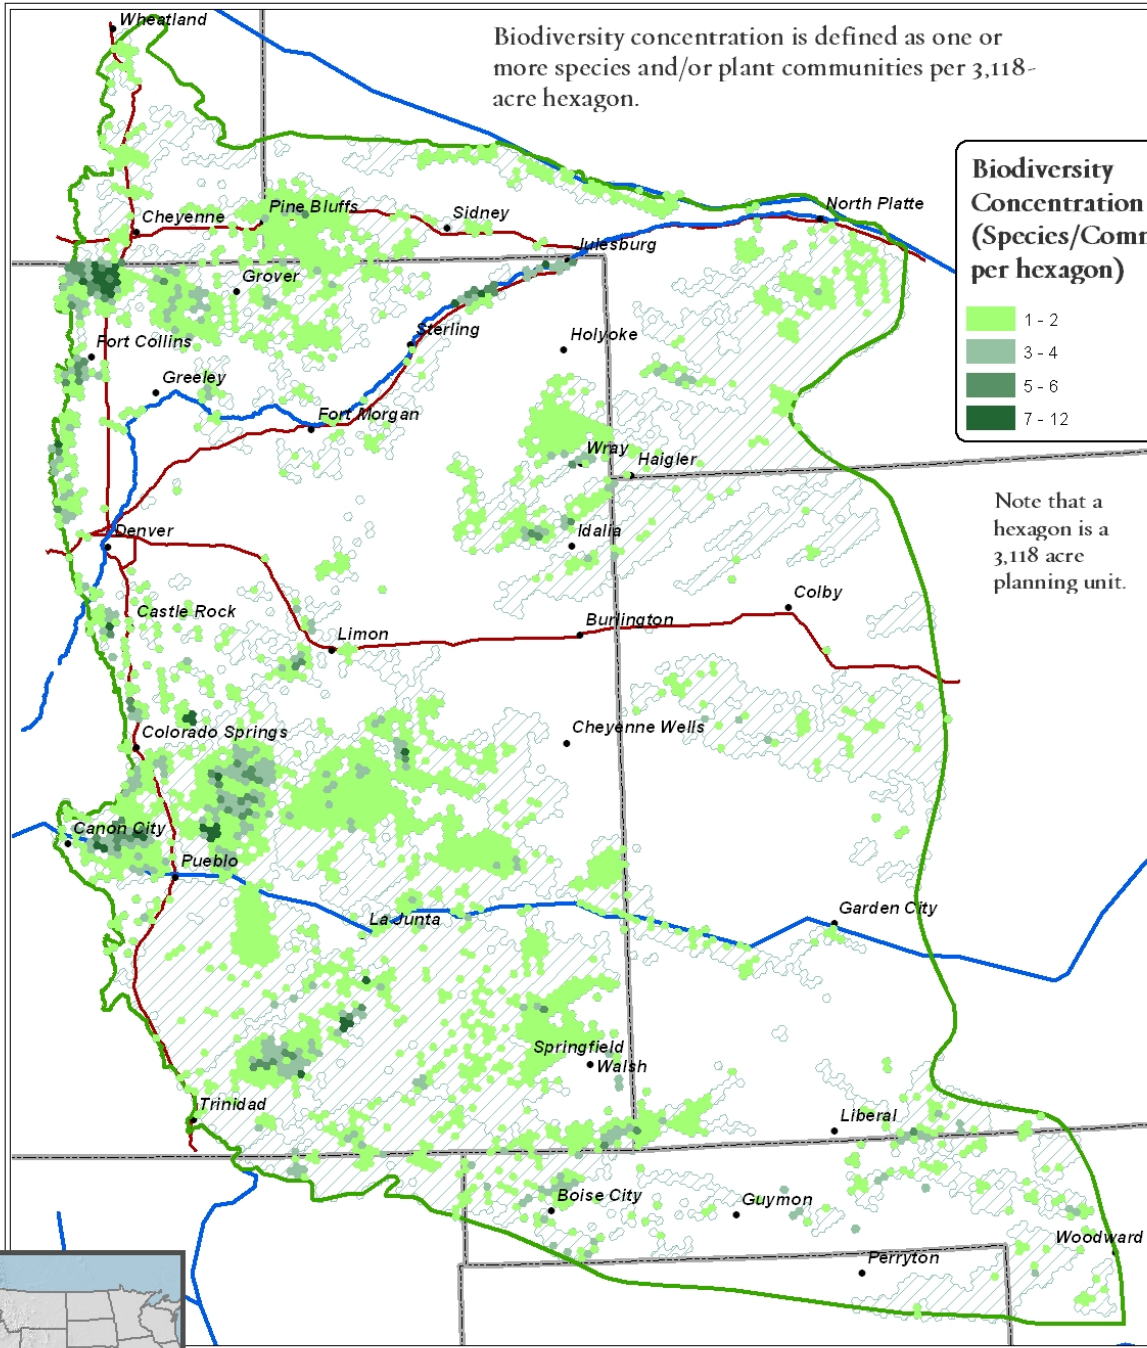 Wheatland
Biodiversity concentration is defined as one or
more species and/or plant communities per 3,118-
acre hexagon.
Biodiversity
Concentration
(Species/Comm
per hexagon)
1 - 2
3 - 4
5 - 6
7 - 12
Note that a
hexagon is a
3,118 acre
planning unit.
Cheyenne
Pine Bluffs
Sidney
North Platte
Julesburg
Grover
Sterling
Holyoke
Fort Collins
Greeley
Fort Morgan
Wray
Haigler
Denver
Idalia
Castle Rock
Limon
Burlington
Colby
Colorado Springs
Cheyenne Wells
Canon City
Pueblo
La Junta
Garden City
Springfield
Walsh
Trinidad
Liberal
Boise City
Guymon
Woodward
Perryton